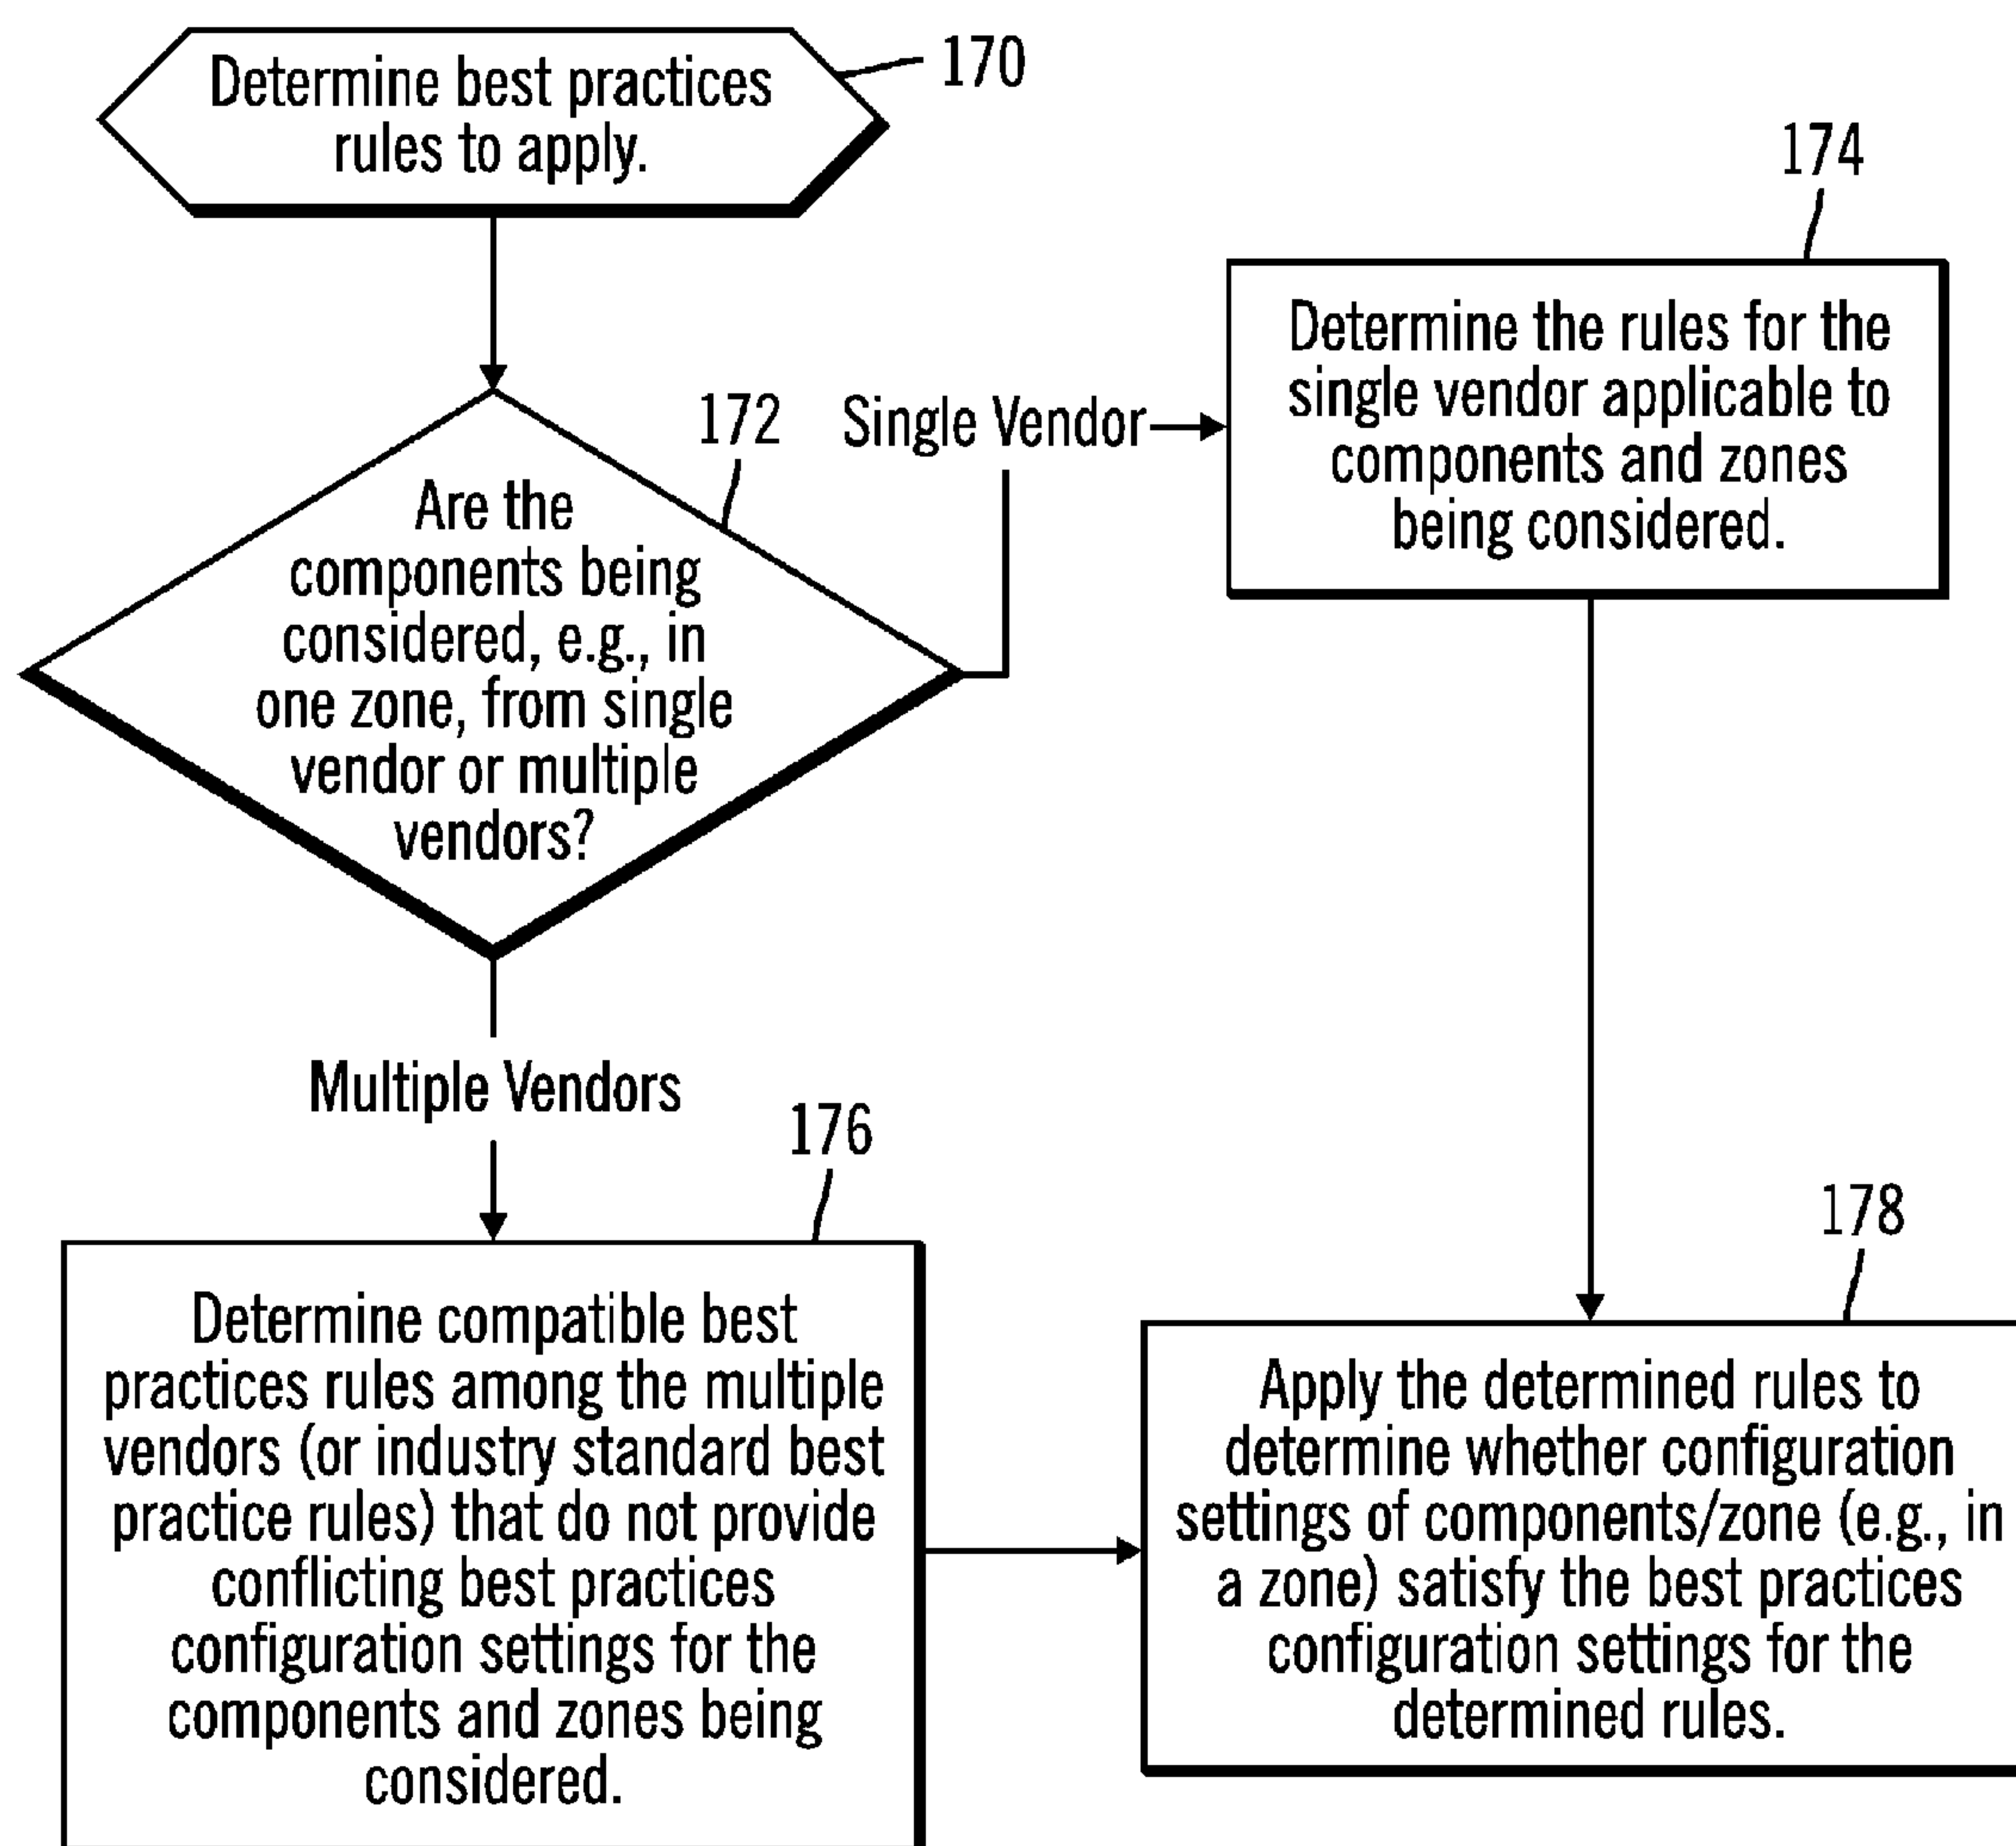 Determine best practices
rules to apply.
170
172
Are the
components being
considered, e.g., in
one zone, from single
vendor or multiple
vendors?
Single Vendor
174
Determine the rules for the
single vendor applicable to
components and zones
being considered.
Multiple Vendors
176
Determine compatible best
practices rules among the multiple
vendors (or industry standard best
practice rules) that do not provide
conflicting best practices
configuration settings for the
components and zones being
considered.
178
Apply the determined rules to
determine whether configuration
settings of components/zone (e.g., in
a zone) satisfy the best practices
configuration settings for the
determined rules.